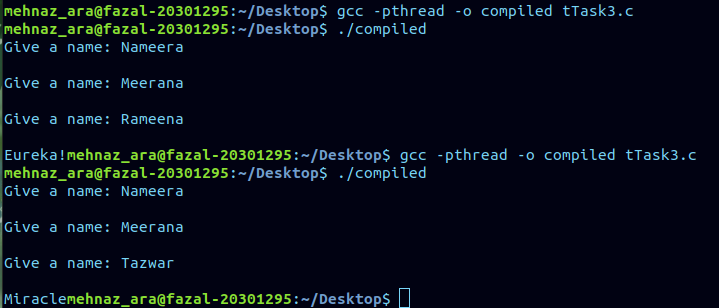 mehnaz_ara@fazal-20301295:~/Desktop$ gcc -pthread -o compiled tTask3.c
mehnaz_ara@fazal-20301295:~/Desktop$ ./compiled
Give a name: Nameera
Give a name: Meerana
Give a name: Rameena
Eureka!mehnaz_ara@fazal-20301295:~/Desktop$ gcc -pthread -o compiled tTask3.c
mehnaz_ara@fazal-20301295:~/Desktop$ ./compiled
Give a name: Nameera
Give a name: Meerana
Give a name: Tazwar
Miraclemehnaz_ara@fazal-20301295:~/Desktop$